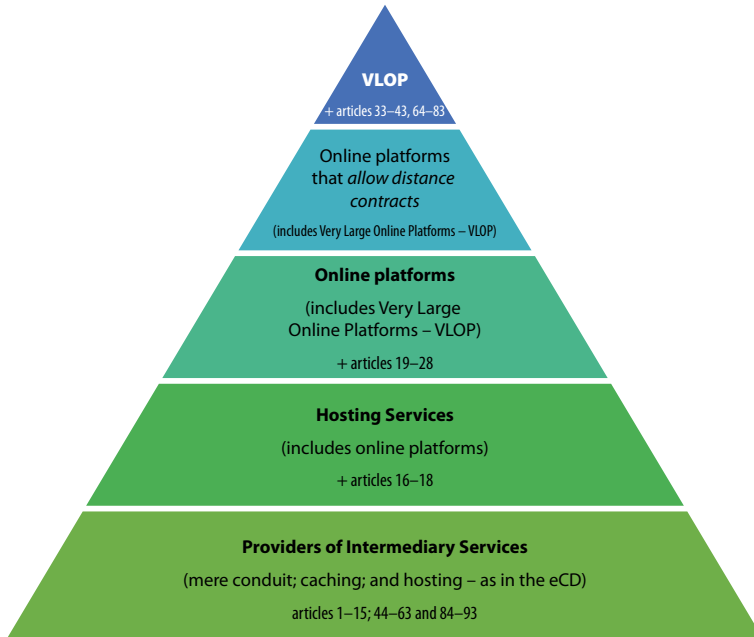 VLOP
+ articles 33–43, 64–83
Online platforms
that allow distance
contracts
(includes Very Large Online Platforms – VLOP)
Online platforms
(includes Very Large
Online Platforms – VLOP)
+ articles 19–28
Hosting Services
(includes online platforms)
+ articles 16–18
Providers of Intermediary Services
(mere conduit; caching; and hosting – as in the eCD)
articles 1–15; 44–63 and 84–93